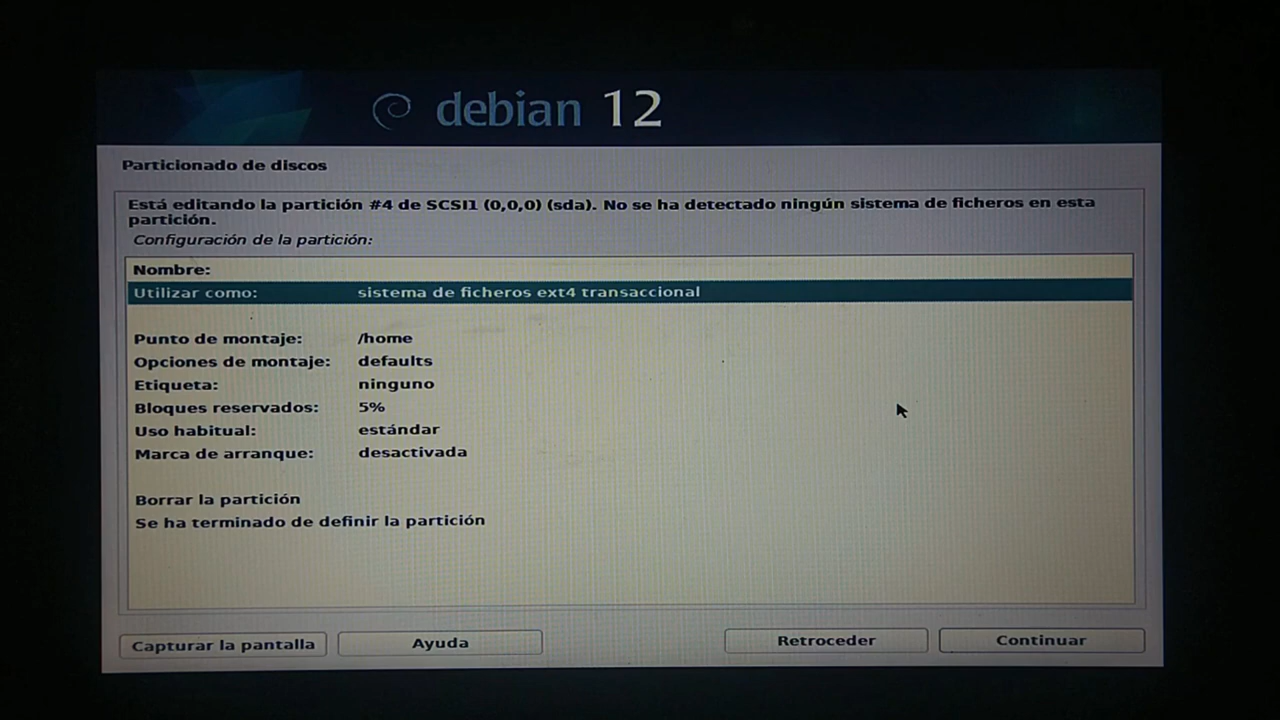 debian 12
Particionado de discos
Está editando la partición #4 de SCSI1 (0,0,0) (sda). No se ha detectado ningún sistema de ficheros en esta
partición.
Configuración de la partición:
Nombre:
Utilizar como: sistema de ficheros ext4 transaccional
Punto de montaje: /home
Opciones de montaje: defaults
Etiqueta: ninguno
Bloques reservados: 5%
Uso habitual: estándar
Marca de arranque: desactivada
Borrar la partición
Se ha terminado de definir la partición
Capturar la pantalla Ayuda Retroceder Continuar